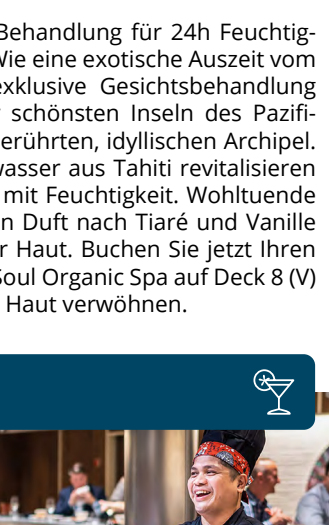 Behandlung für 24h Feuchtig-
Wie eine exotische Auszeit vom
exklusive Gesichtsbehandlung
schönsten Inseln des Pazifi-
erührten, idyllischen Archipel.
wasser aus Tahiti revitalisieren
mit Feuchtigkeit. Wohltuende
n Duft nach Tiaré und Vanille
r Haut. Buchen Sie jetzt Ihren
Soul Organic Spa auf Deck 8 (V)
Haut verwöhnen.